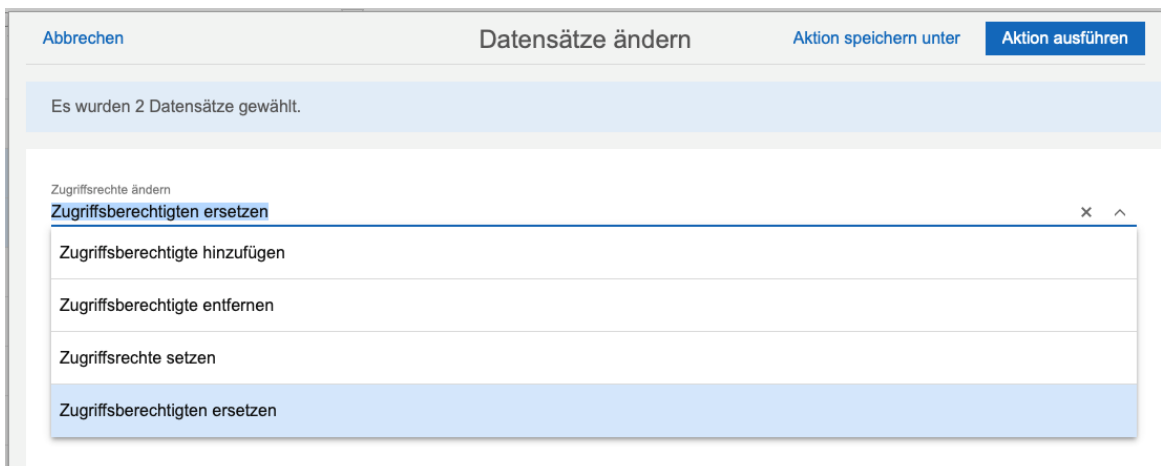 Abbrechen
Datensätze ändern
Aktion speichern unter
Aktion ausführen
Es wurden 2 Datensätze gewählt.
Zugriffsrechte ändern
Zugriffsberechtigten ersetzen
Zugriffsberechtigte hinzufügen
Zugriffsberechtigte entfernen
Zugriffsrechte setzen
Zugriffsberechtigten ersetzen